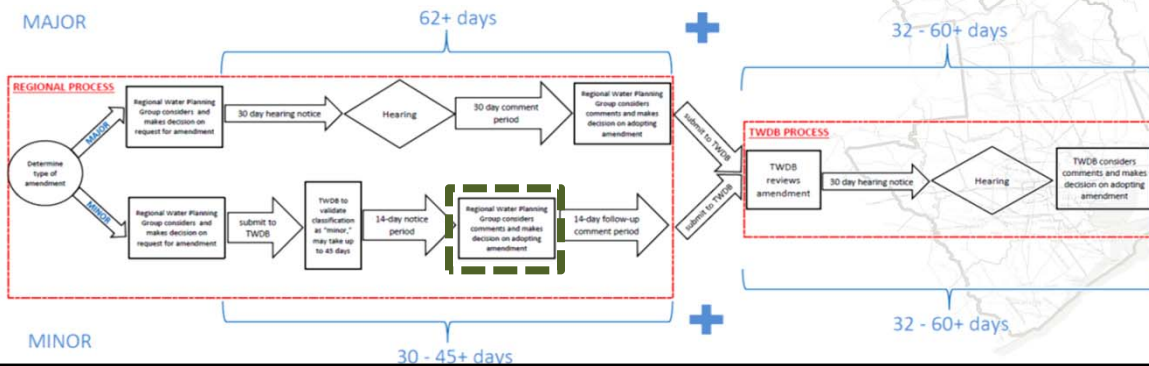 MAJOR
62+ days
32 - 60+ days
REGIONAL PROCESS
Determine
type of
amendment
MAJOR
Regional Water Planning
Group considers and
makes decision on
request for amendment
30 day hearing notice
Hearing
30 day comment
period
Regional Water Planning
Group considers
comments and makes
decision on adopting
amendment
submit to TWDB
MINOR
Regional Water Planning
Group considers and
makes decision on
request for amendment
submit to
TWDB
TWDB to
validate
classification
as "minor,"
may take up
to 45 days
14-day notice
period
Regional Water Planning
Group considers
comments and makes
decision on adopting
amendment
14-day follow-up
comment period
submit to TWDB
TWDB PROCESS
TWDB
reviews
amendment
30 day hearing notice
Hearing
TWDB considers
comments and makes
decision on adopting
amendment
MINOR
30 - 45+ days
32 - 60+ days